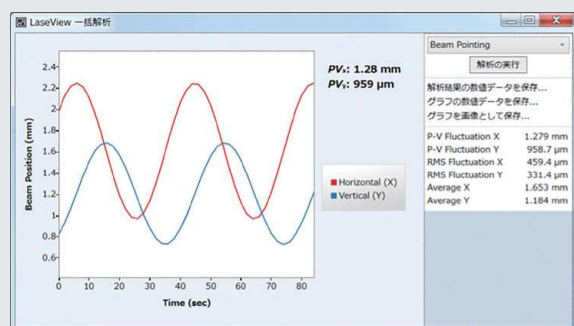 LaseView 一括解析
PVx: 1.28 mm
PVY: 959 μm
2.4
2.2
2
1.8
1.6
1.4
1.2
1
0.8
0.6
Beam Position (mm)
0 10 20 30 40 50 60 70 80
Time (sec)
Horizontal (X)
Vertical (Y)
Beam Pointing
解析の実行
解析結果の数値データを保存...
グラフの数値データを保存...
グラフを画像として保存...
P-V Fluctuation X 1.279 mm
P-V Fluctuation Y 958.7 μm
RMS Fluctuation X 459.4 μm
RMS Fluctuation Y 331.4 μm
Average X 1.653 mm
Average Y 1.184 mm